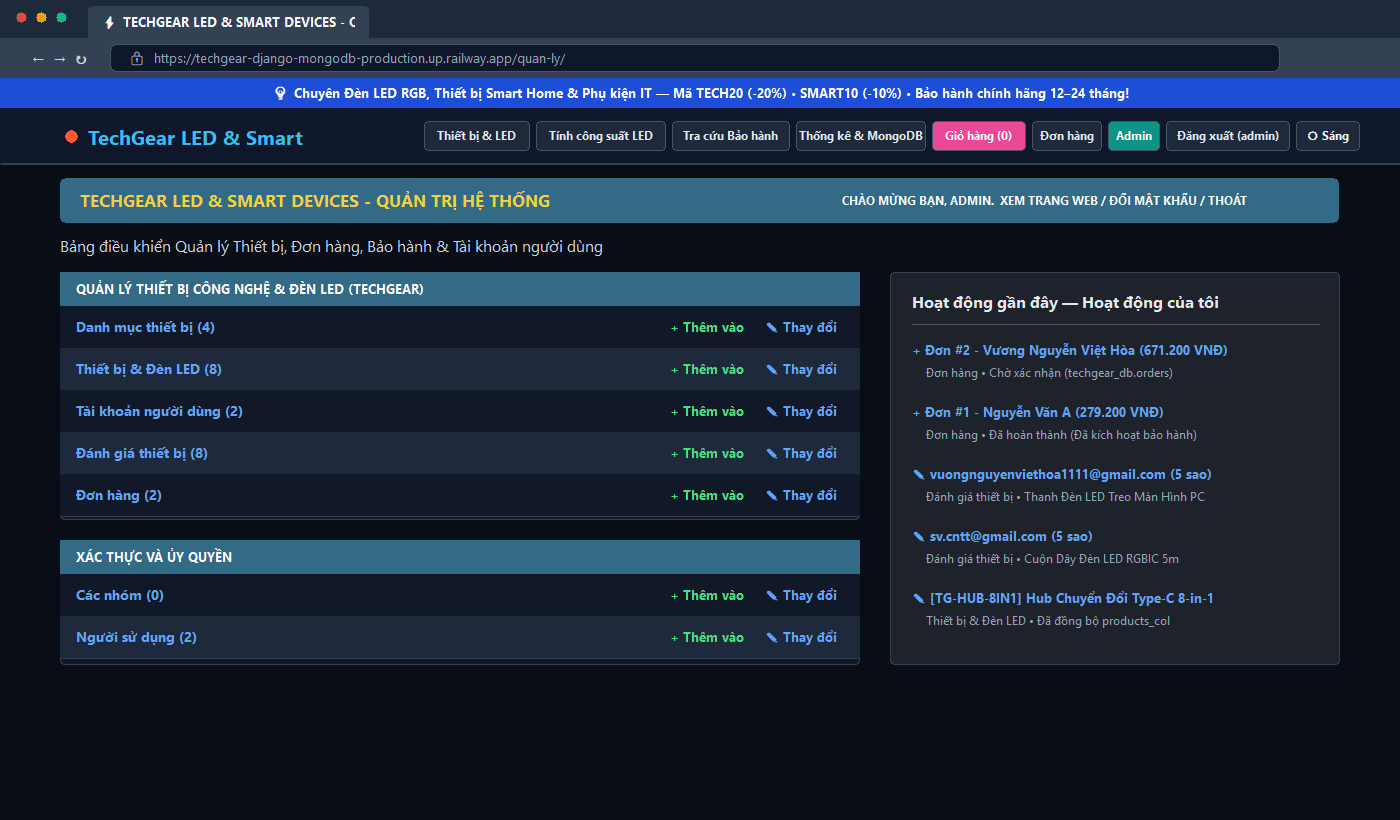 TECHGEAR LED & SMART DEVICES - C
https://techgear-django-mongodb-production.up.railway.app/quan-ly/
Chuyên Đèn LED RGB, Thiết bị Smart Home & Phụ kiện IT — Mã TECH20 (-20%) • SMART10 (-10%) • Bảo hành chính hãng 12–24 tháng!
TechGear LED & Smart
Thiết bị & LED
Tính công suất LED
Tra cứu Bảo hành
Thống kê & MongoDB
Giỏ hàng (0)
Đơn hàng
Admin
Đăng xuất (admin)
Sáng
TECHGEAR LED & SMART DEVICES - QUẢN TRỊ HỆ THỐNG
CHÀO MỪNG BẠN, ADMIN. XEM TRANG WEB / ĐỔI MẬT KHẨU / THOÁT
Bảng điều khiển Quản lý Thiết bị, Đơn hàng, Bảo hành & Tài khoản người dùng
QUẢN LÝ THIẾT BỊ CÔNG NGHỆ & ĐÈN LED (TECHGEAR)
Danh mục thiết bị (4) + Thêm vào Thay đổi
Thiết bị & Đèn LED (8) + Thêm vào Thay đổi
Tài khoản người dùng (2) + Thêm vào Thay đổi
Đánh giá thiết bị (8) + Thêm vào Thay đổi
Đơn hàng (2) + Thêm vào Thay đổi
XÁC THỰC VÀ ỦY QUYỀN
Các nhóm (0) + Thêm vào Thay đổi
Người sử dụng (2) + Thêm vào Thay đổi
Hoạt động gần đây — Hoạt động của tôi
+ Đơn #2 - Vương Nguyễn Việt Hòa (671.200 VNĐ)
Đơn hàng • Chờ xác nhận (techgear_db.orders)
+ Đơn #1 - Nguyễn Văn A (279.200 VNĐ)
Đơn hàng • Đã hoàn thành (Đã kích hoạt bảo hành)
vuongnguyenviethoa1111@gmail.com (5 sao)
Đánh giá thiết bị • Thanh Đèn LED Treo Màn Hình PC
sv.cntt@gmail.com (5 sao)
Đánh giá thiết bị • Cuộn Dây Đèn LED RGBIC 5m
[TG-HUB-8IN1] Hub Chuyển Đổi Type-C 8-in-1
Thiết bị & Đèn LED • Đã đồng bộ products_col